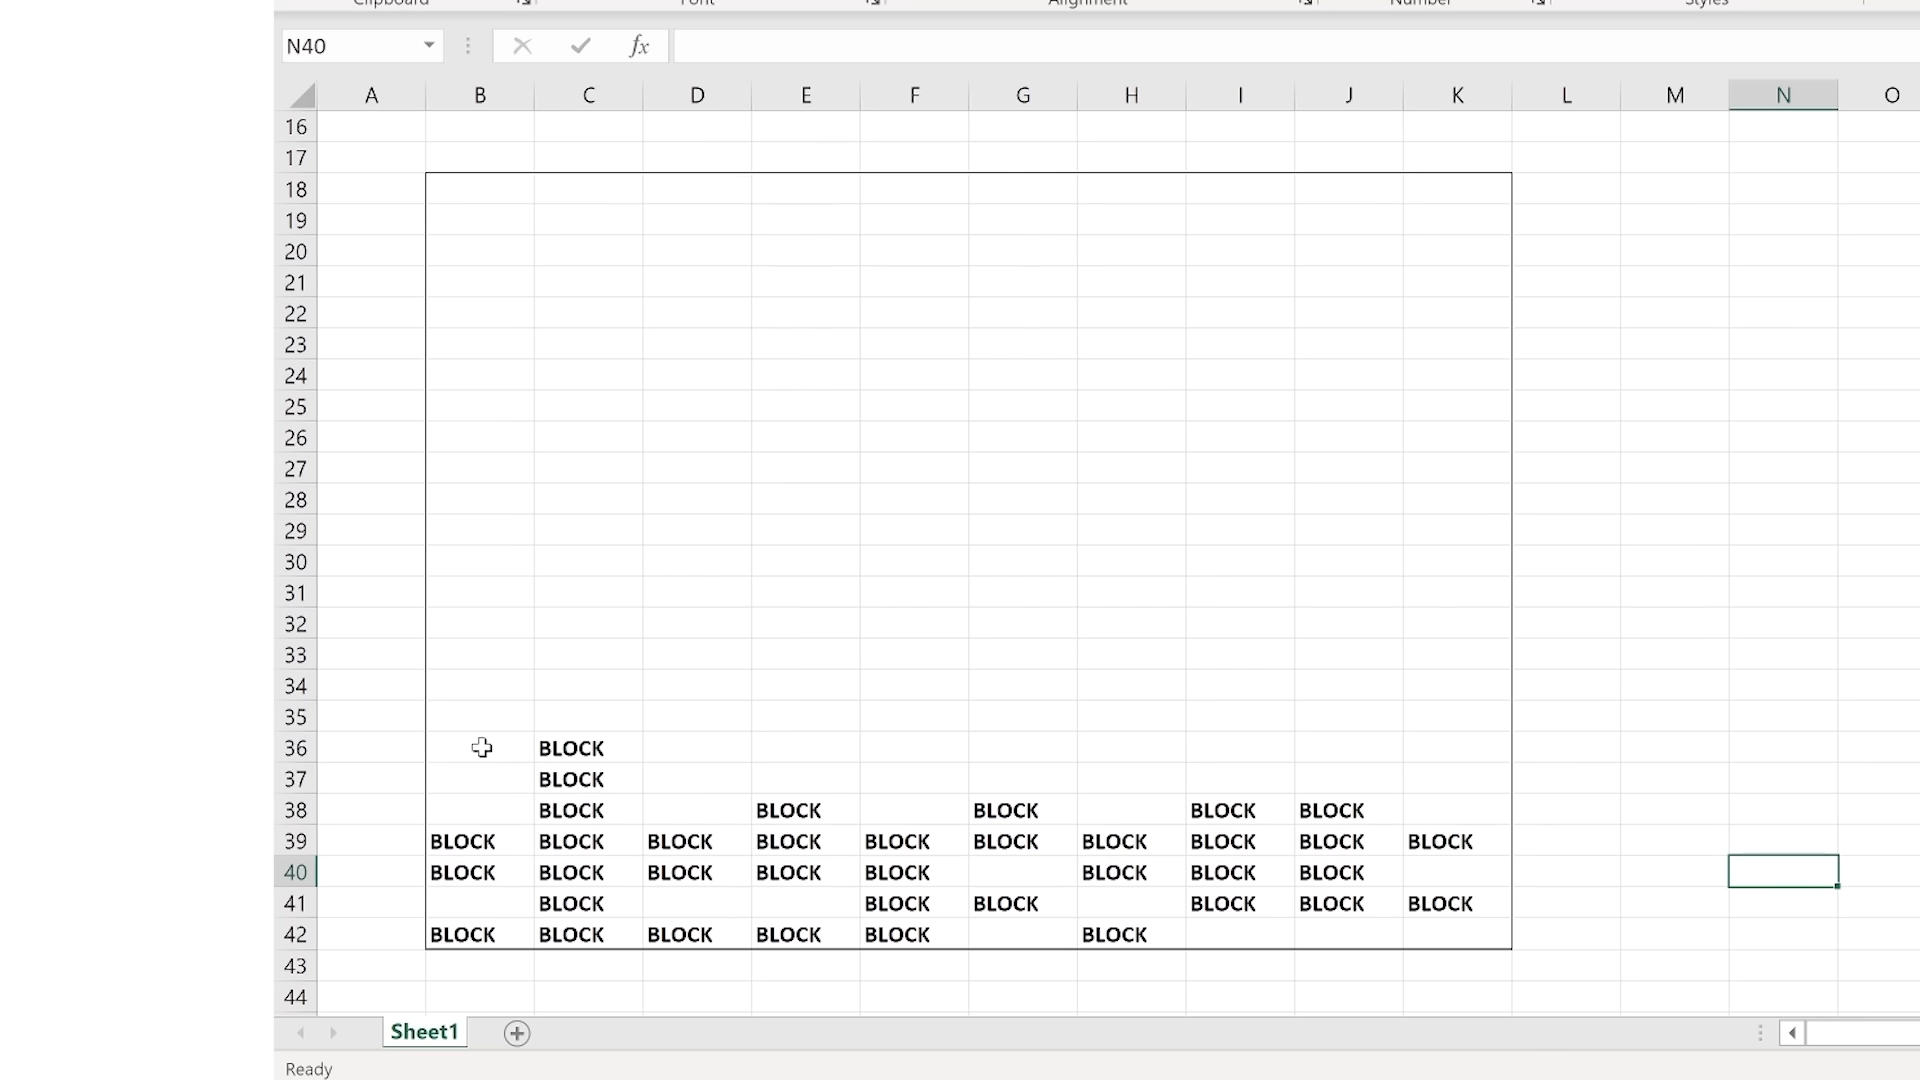 Clipboard Font Alignment Number Styles
N40 fx
A B C D E F G H I J K L M N O
16
17
18
19
20
21
22
23
24
25
26
27
28
29
30
31
32
33
34
35
36 BLOCK
37 BLOCK
38 BLOCK BLOCK BLOCK BLOCK BLOCK
39 BLOCK BLOCK BLOCK BLOCK BLOCK BLOCK BLOCK BLOCK BLOCK BLOCK
40 BLOCK BLOCK BLOCK BLOCK BLOCK BLOCK BLOCK BLOCK
41 BLOCK BLOCK BLOCK BLOCK BLOCK BLOCK
42 BLOCK BLOCK BLOCK BLOCK BLOCK BLOCK
43
44
Sheet1
Ready